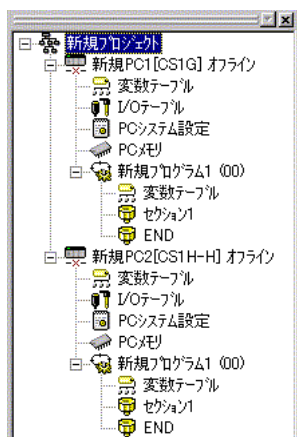 新規プロジェクト
新規PC1[CS1G] オフライン
変数テーブル
I/Oテーブル
PCシステム設定
PCメモリ
新規プログラム1 (00)
変数テーブル
セクション1
END
新規PC2[CS1H-H] オフライン
変数テーブル
I/Oテーブル
PCシステム設定
PCメモリ
新規プログラム1 (00)
変数テーブル
セクション1
END